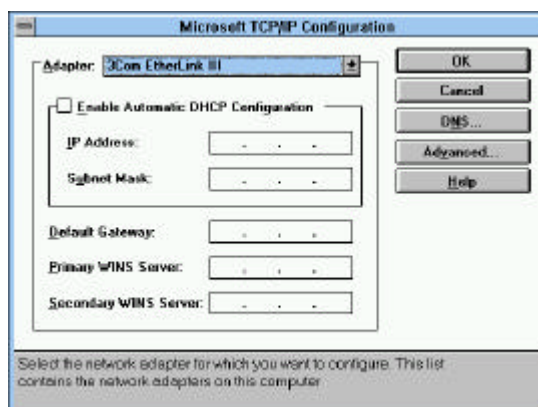 Microsoft TCP/IP Configuration
Adapter: 3Com EtherLink III
OK
Cancel
DNS...
Advanced...
Help
Enable Automatic DHCP Configuration
IP Address: . . .
Subnet Mask: . . .
Default Gateway: . . .
Primary WINS Server: . . .
Secondary WINS Server: . . .
Select the network adapter for which you want to configure. This list
contains the network adapters on this computer